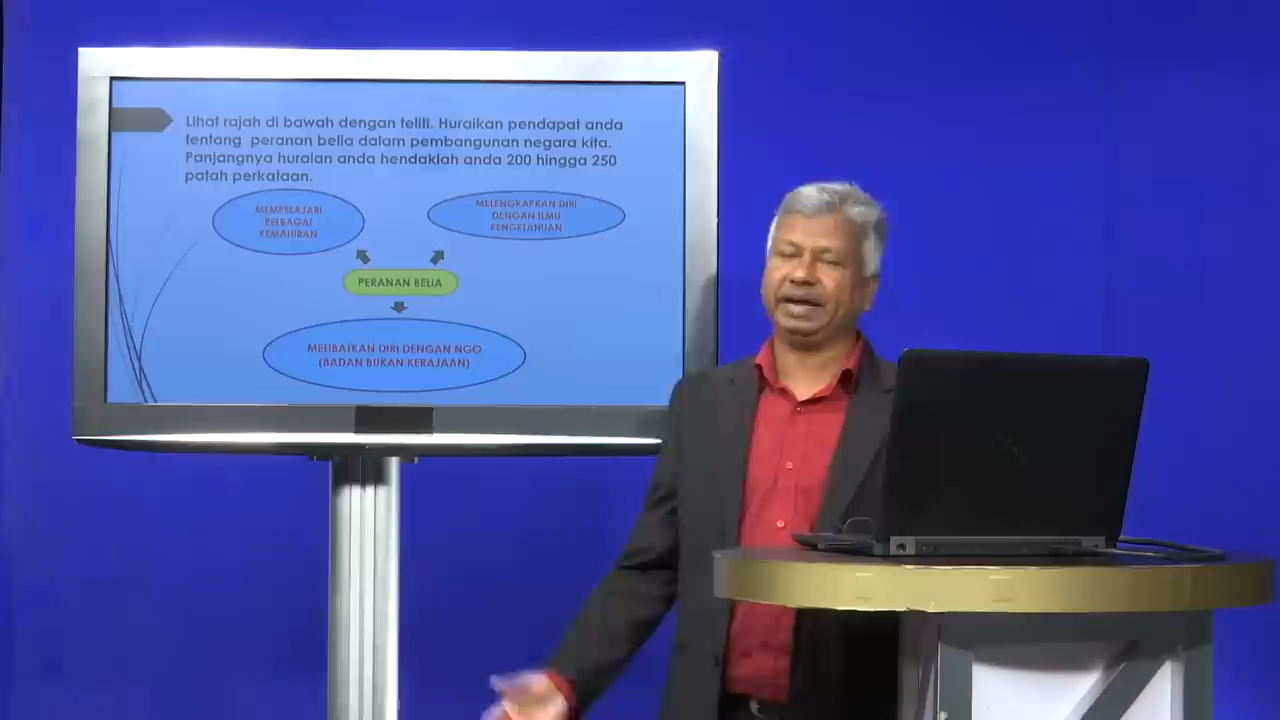 Lihat rajah di bawah dengan teliti. Huraikan pendapat anda
tentang peranan belia dalam pembangunan negara kita.
Panjangnya huraian anda hendaklah anda 200 hingga 250
patah perkataan.
MEMPELAJARI
PELBAGAI
KEMAHIRAN
MELENGKAPKAN DIRI
DENGAN ILMU
PENGETAHUAN
PERANAN BELIA
MELIBATKAN DIRI DENGAN NGO
(BADAN BUKAN KERAJAAN)